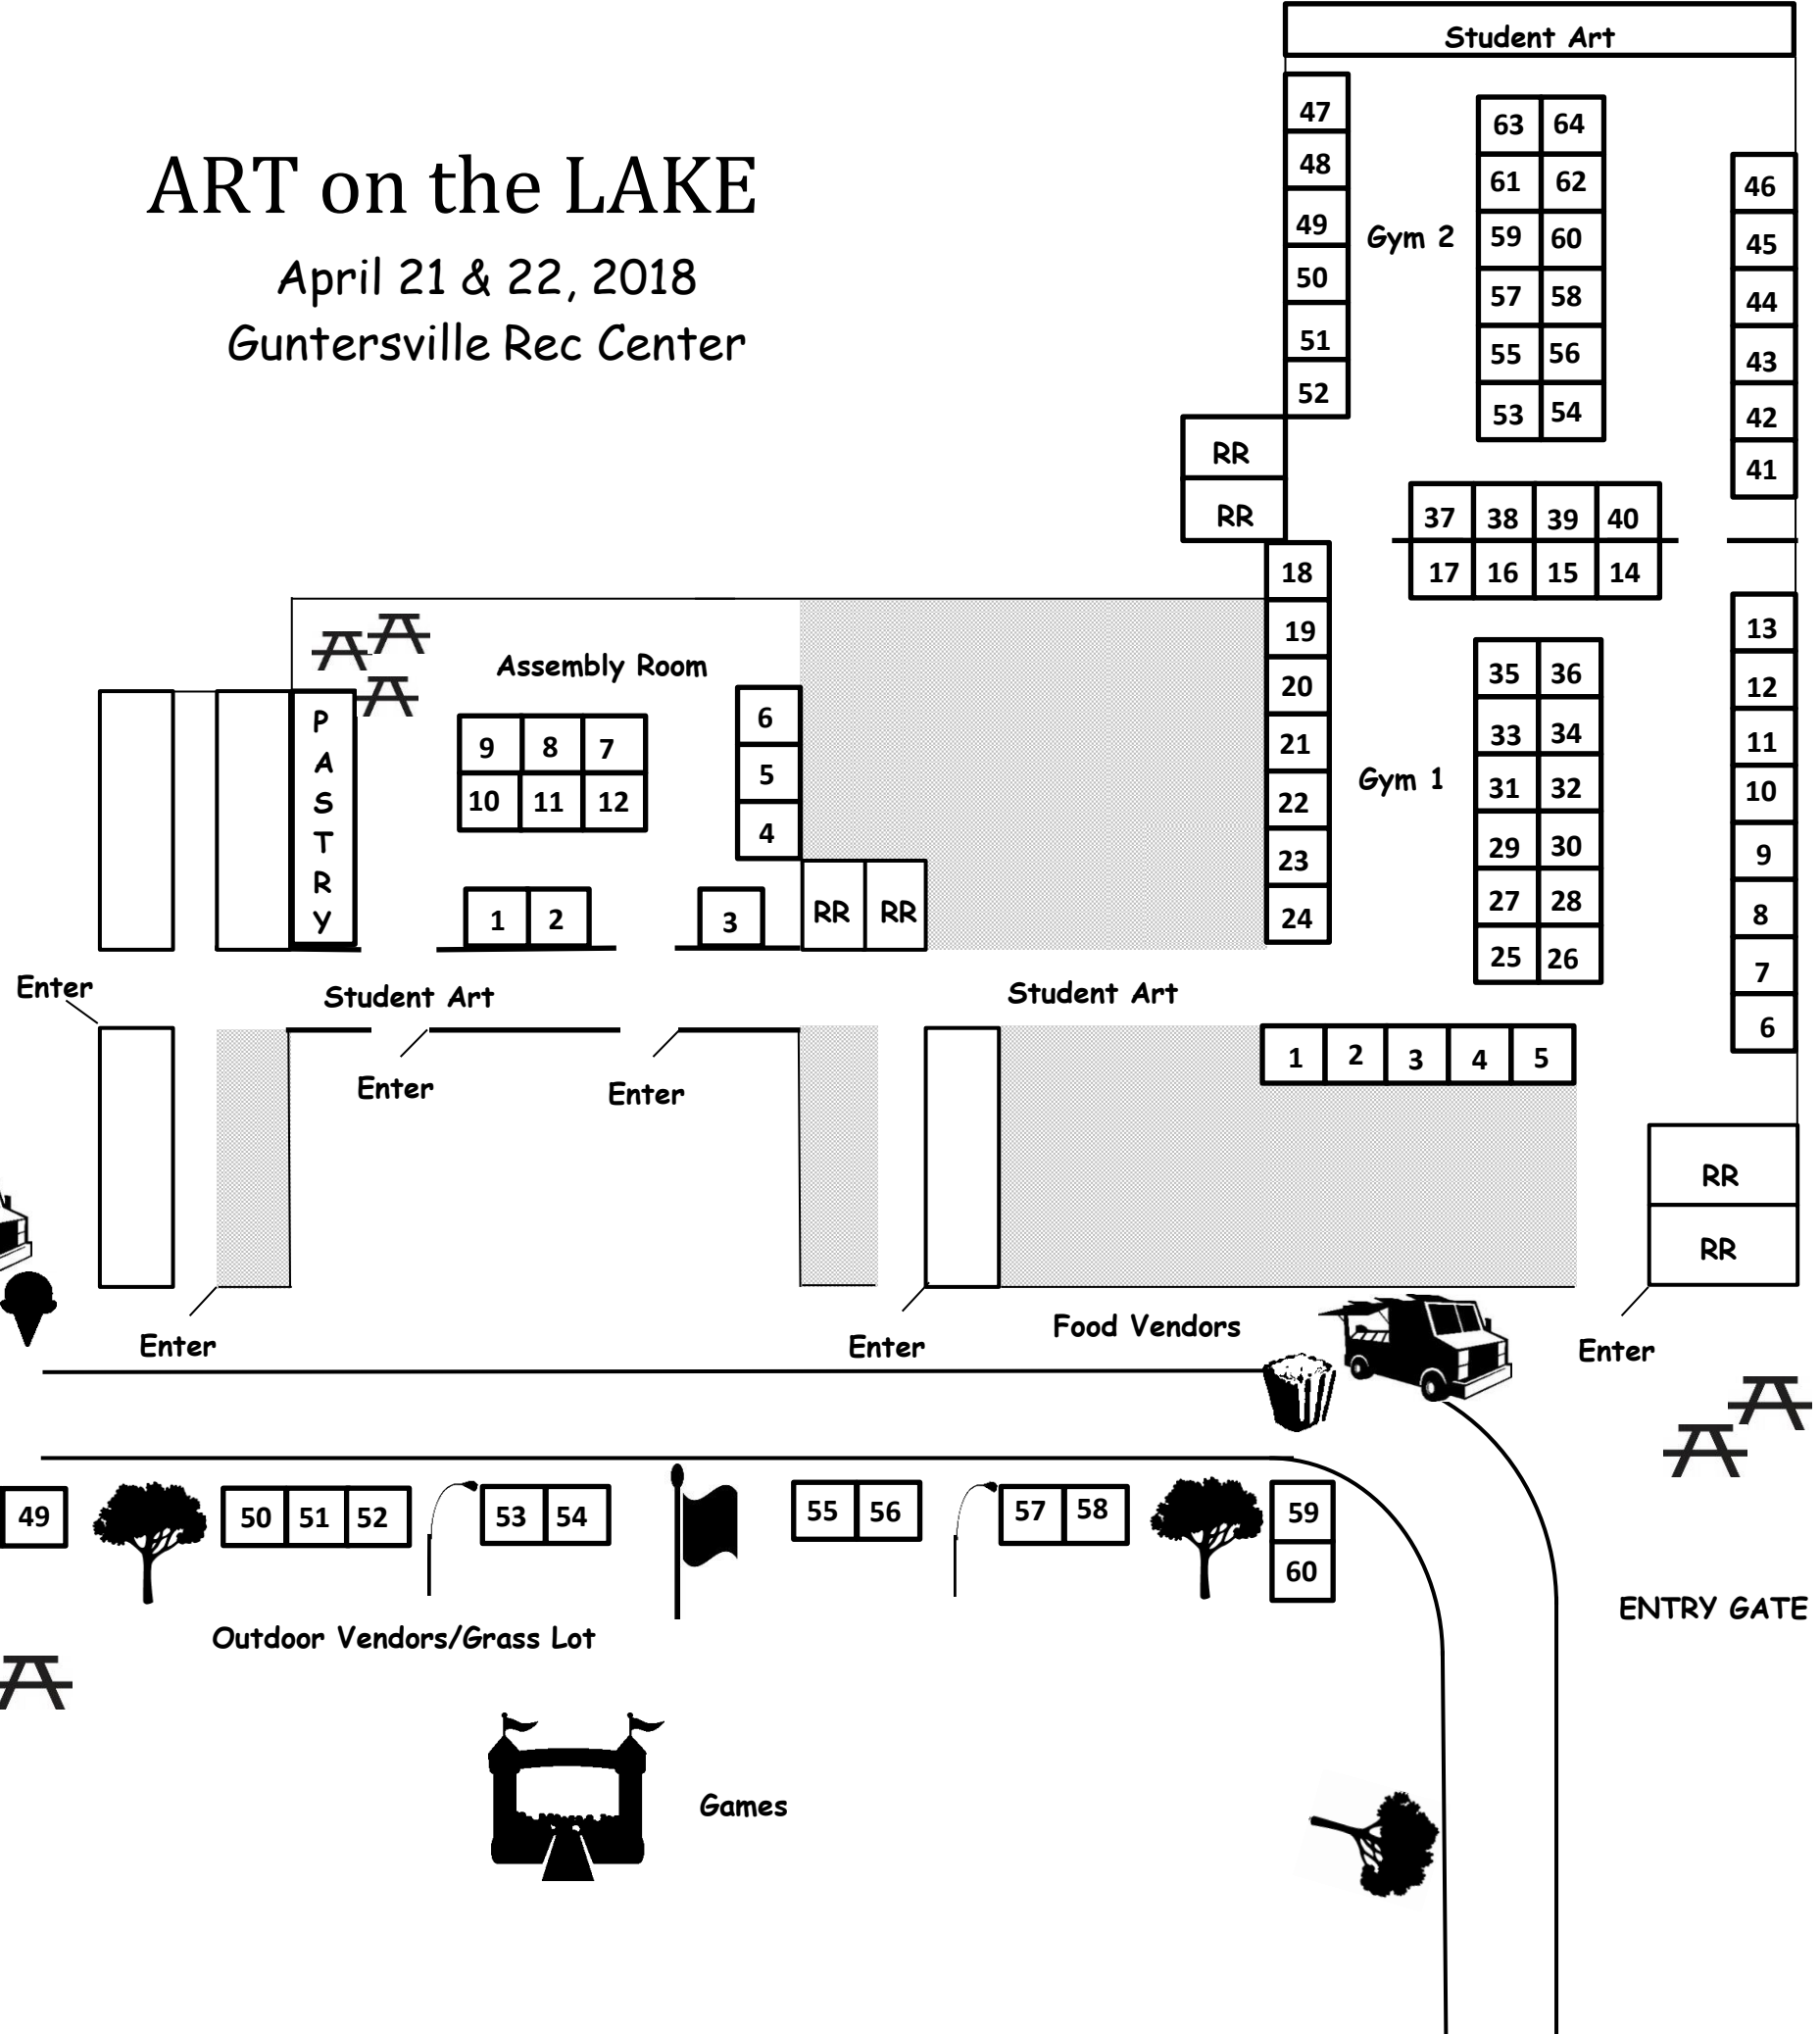 Student Art
ART on the LAKE
April 21 & 22, 2018
Guntersville Rec Center
47
48
49
50
51
52
Gym 2
63 64
61 62
59 60
57 58
55 56
53 54
46
45
44
43
42
41
RR
RR
37 38 39 40
17 16 15 14
18
19
20
21
22
23
24
Gym 1
35 36
33 34
31 32
29 30
27 28
25 26
13
12
11
10
9
8
7
6
Assembly Room
PASTRY
9 8 7
10 11 12
6
5
4
1 2
3
RR RR
Enter
Student Art
Student Art
Enter
Enter
1 2 3 4 5
RR
RR
Enter
Enter
Food Vendors
Enter
49
50 51 52
53 54
55 56
57 58
59
60
ENTRY GATE
Outdoor Vendors/Grass Lot
Games